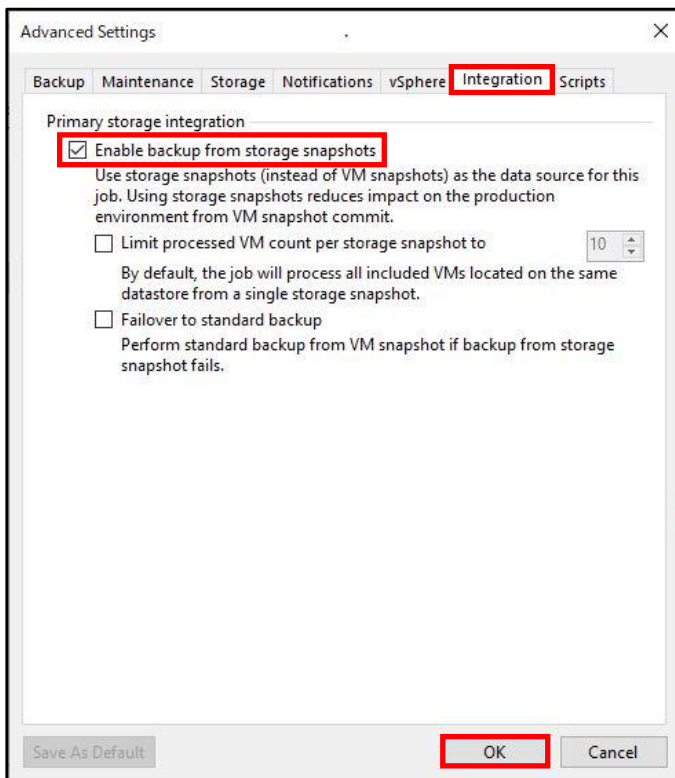 Advanced Settings
Backup Maintenance Storage Notifications vSphere Integration Scripts
Primary storage integration
Enable backup from storage snapshots
Use storage snapshots (instead of VM snapshots) as the data source for this
job. Using storage snapshots reduces impact on the production
environment from VM snapshot commit.
Limit processed VM count per storage snapshot to 10
By default, the job will process all included VMs located on the same
datastore from a single storage snapshot.
Failover to standard backup
Perform standard backup from VM snapshot if backup from storage
snapshot fails.
Save As Default OK Cancel